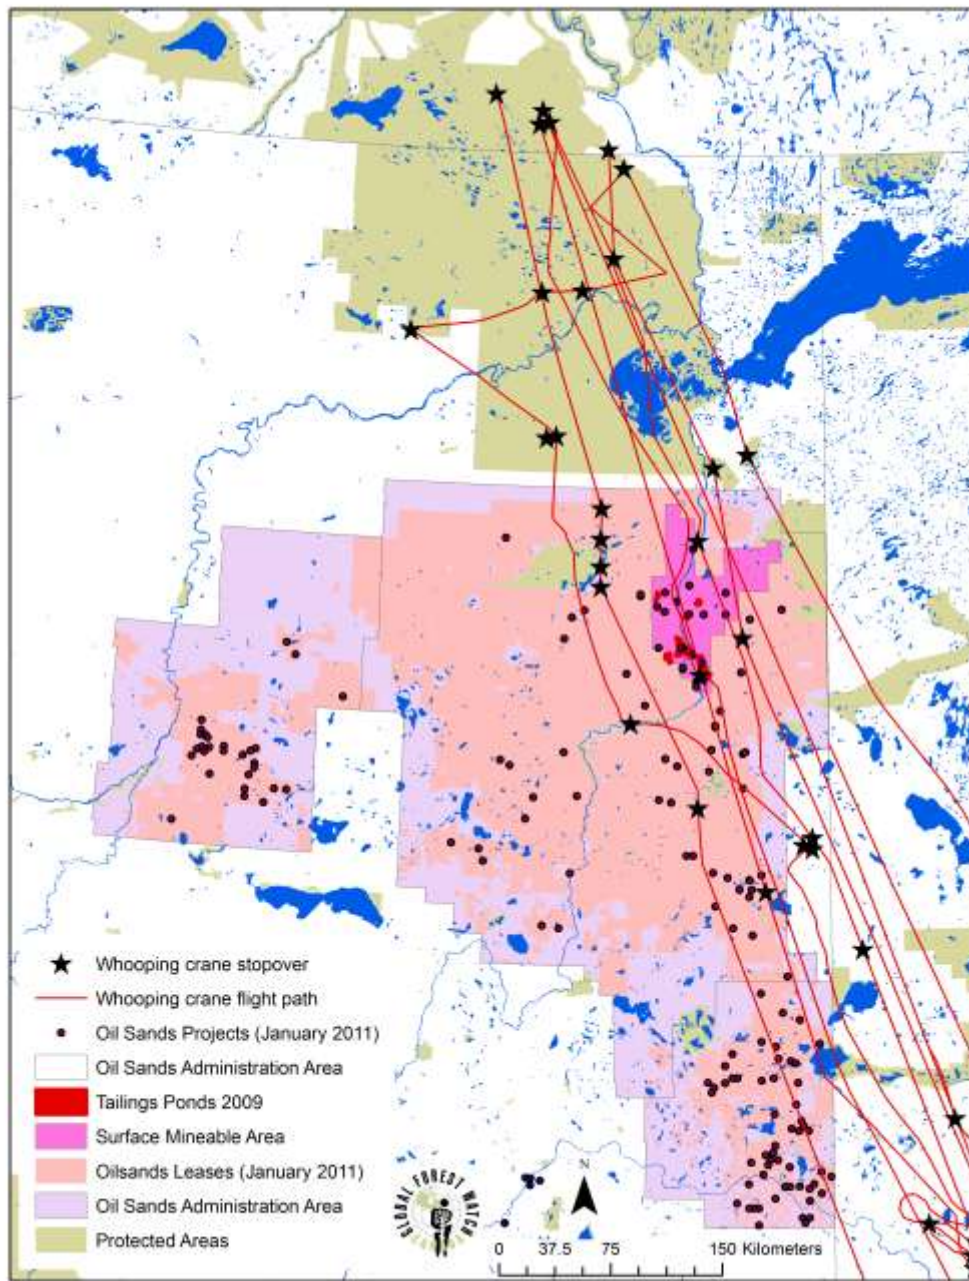 Whooping crane stopover
Whooping crane flight path
Oil Sands Projects (January 2011)
Oil Sands Administration Area
Tailings Ponds 2009
Surface Mineable Area
Oilsands Leases (January 2011)
Oil Sands Administration Area
Protected Areas
GLOBAL FOREST WATCH
N
0 37.5 75 150 Kilometers